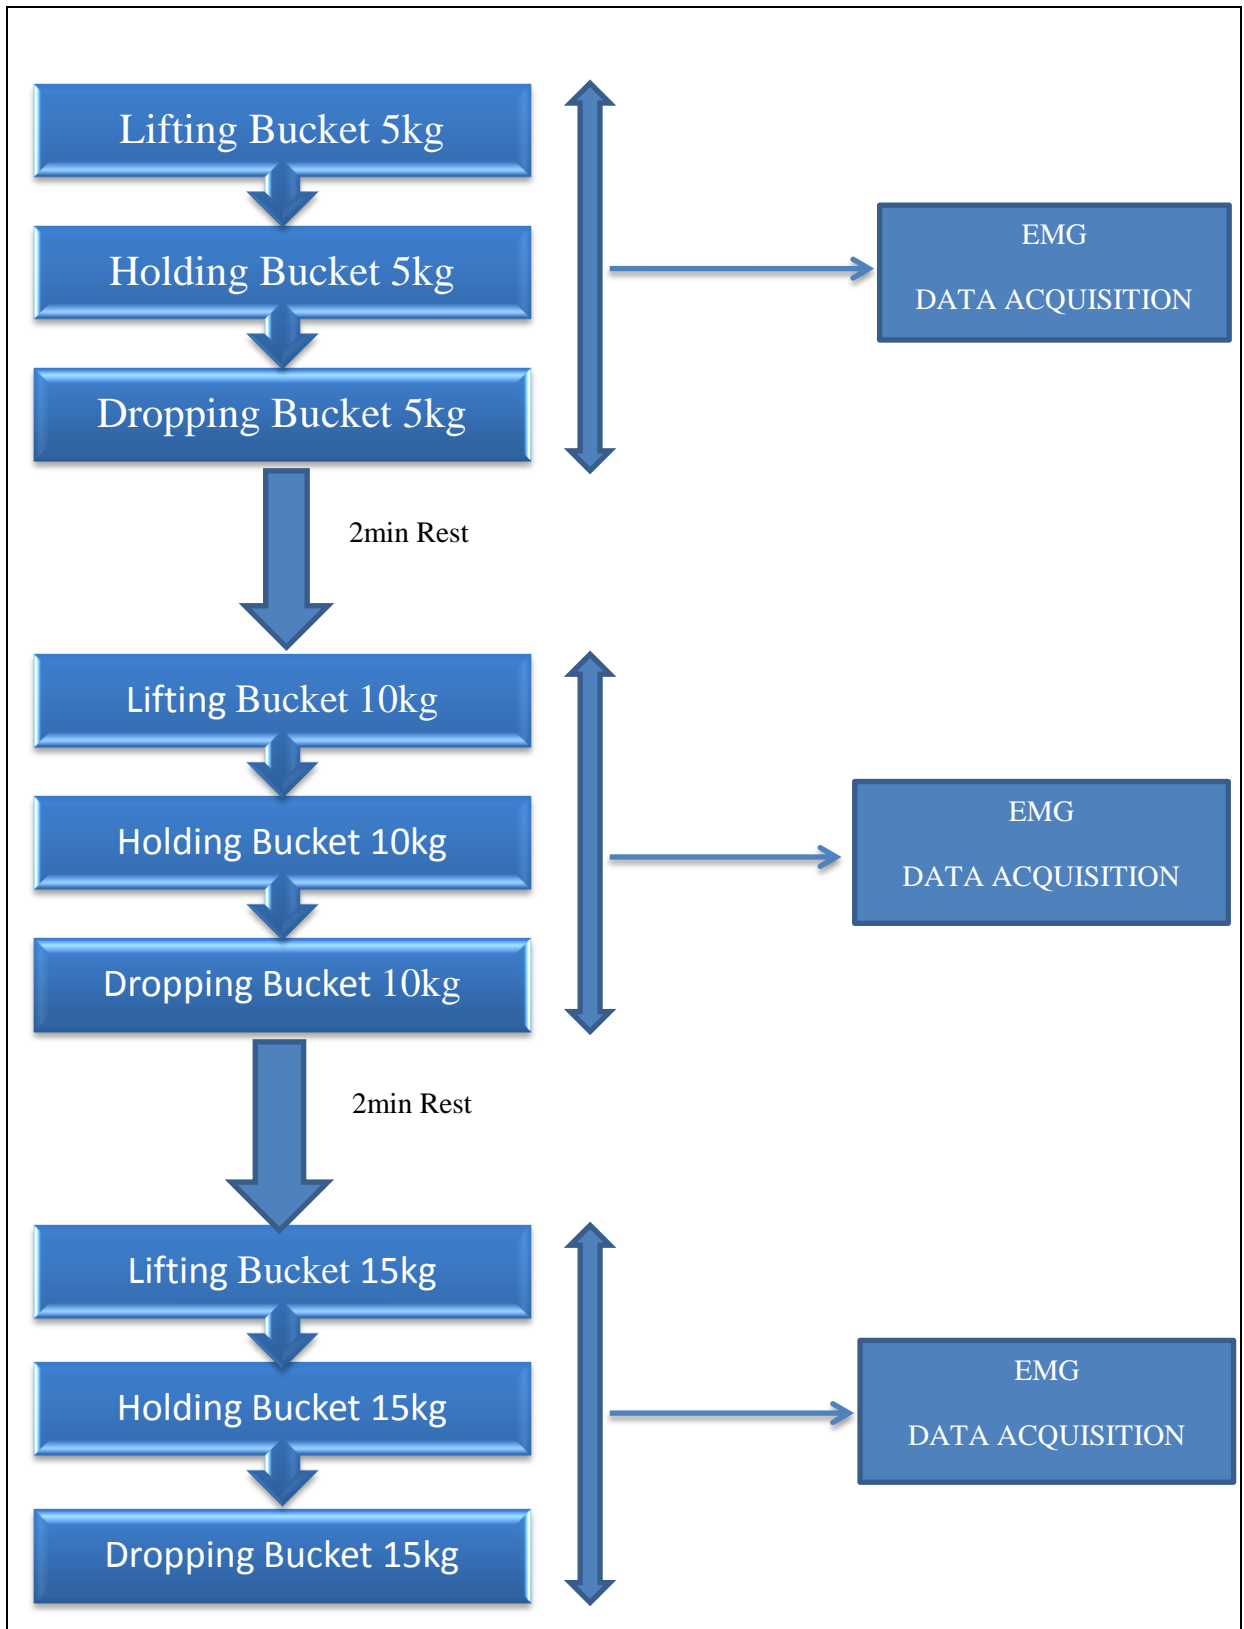 Lifting Bucket 5kg
Holding Bucket 5kg
Dropping Bucket 5kg
EMG
DATA ACQUISITION
2min Rest
Lifting Bucket 10kg
Holding Bucket 10kg
Dropping Bucket 10kg
EMG
DATA ACQUISITION
2min Rest
Lifting Bucket 15kg
Holding Bucket 15kg
Dropping Bucket 15kg
EMG
DATA ACQUISITION